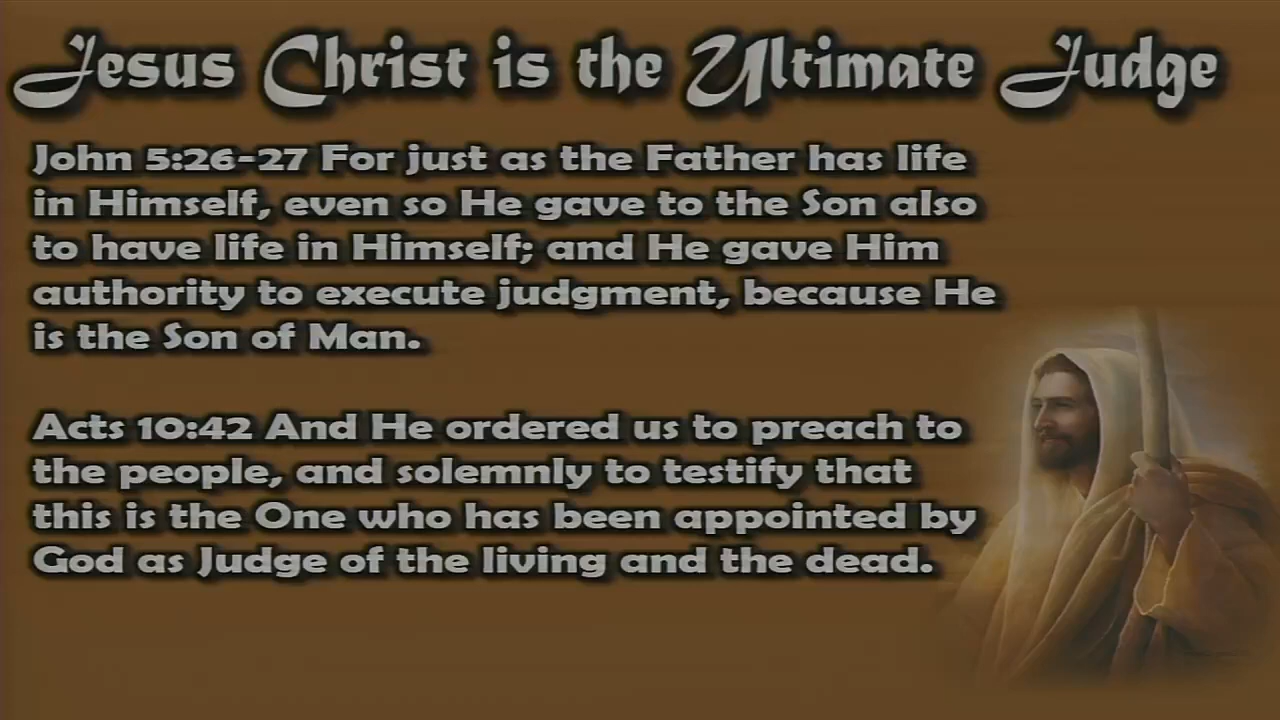 Jesus Christ is the Ultimate Judge
John 5:26-27 For just as the Father has life
in Himself, even so He gave to the Son also
to have life in Himself; and He gave Him
authority to execute judgment, because He
is the Son of Man.
Acts 10:42 And He ordered us to preach to
the people, and solemnly to testify that
this is the One who has been appointed by
God as Judge of the living and the dead.